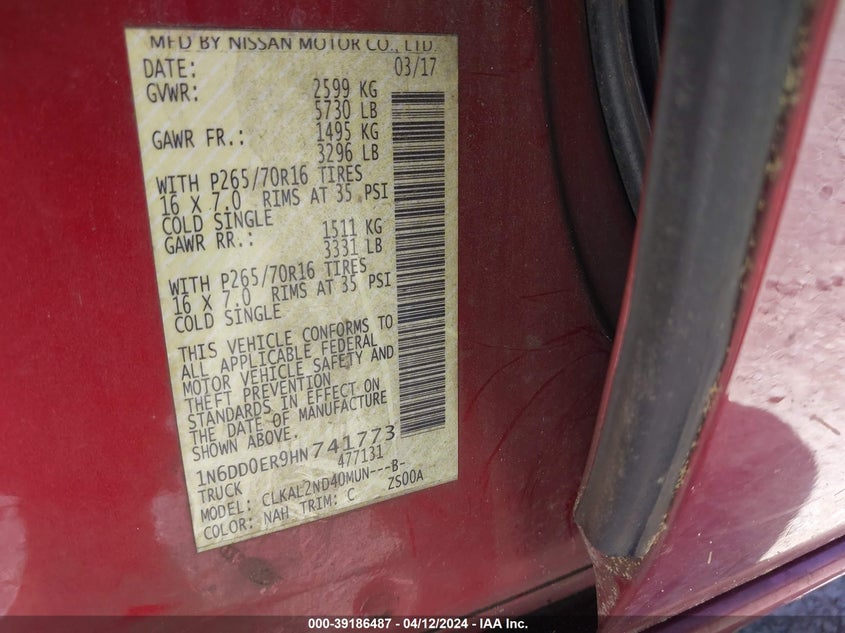 MFD BY NISSAN MOTOR CO., LTD.
DATE: 03/17
GVWR: 2599 KG
5730 LB
GAWR FR.: 1495 KG
3296 LB
WITH P265/70R16 TIRES
16 X 7.0 RIMS AT 35 PSI
COLD SINGLE
GAWR RR.: 1511 KG
3331 LB
WITH P265/70R16 TIRES
16 X 7.0 RIMS AT 35 PSI
COLD SINGLE
THIS VEHICLE CONFORMS TO
ALL APPLICABLE FEDERAL
MOTOR VEHICLE SAFETY AND
THEFT PREVENTION
STANDARDS IN EFFECT ON
THE DATE OF MANUFACTURE
SHOWN ABOVE.
1N6DD0ER9HN741773
TRUCK 477131
MODEL: CLKAL2ND40MUN---B-
COLOR: NAH TRIM: C ZS00A
000-39186487 - 04/12/2024 - IAA Inc.